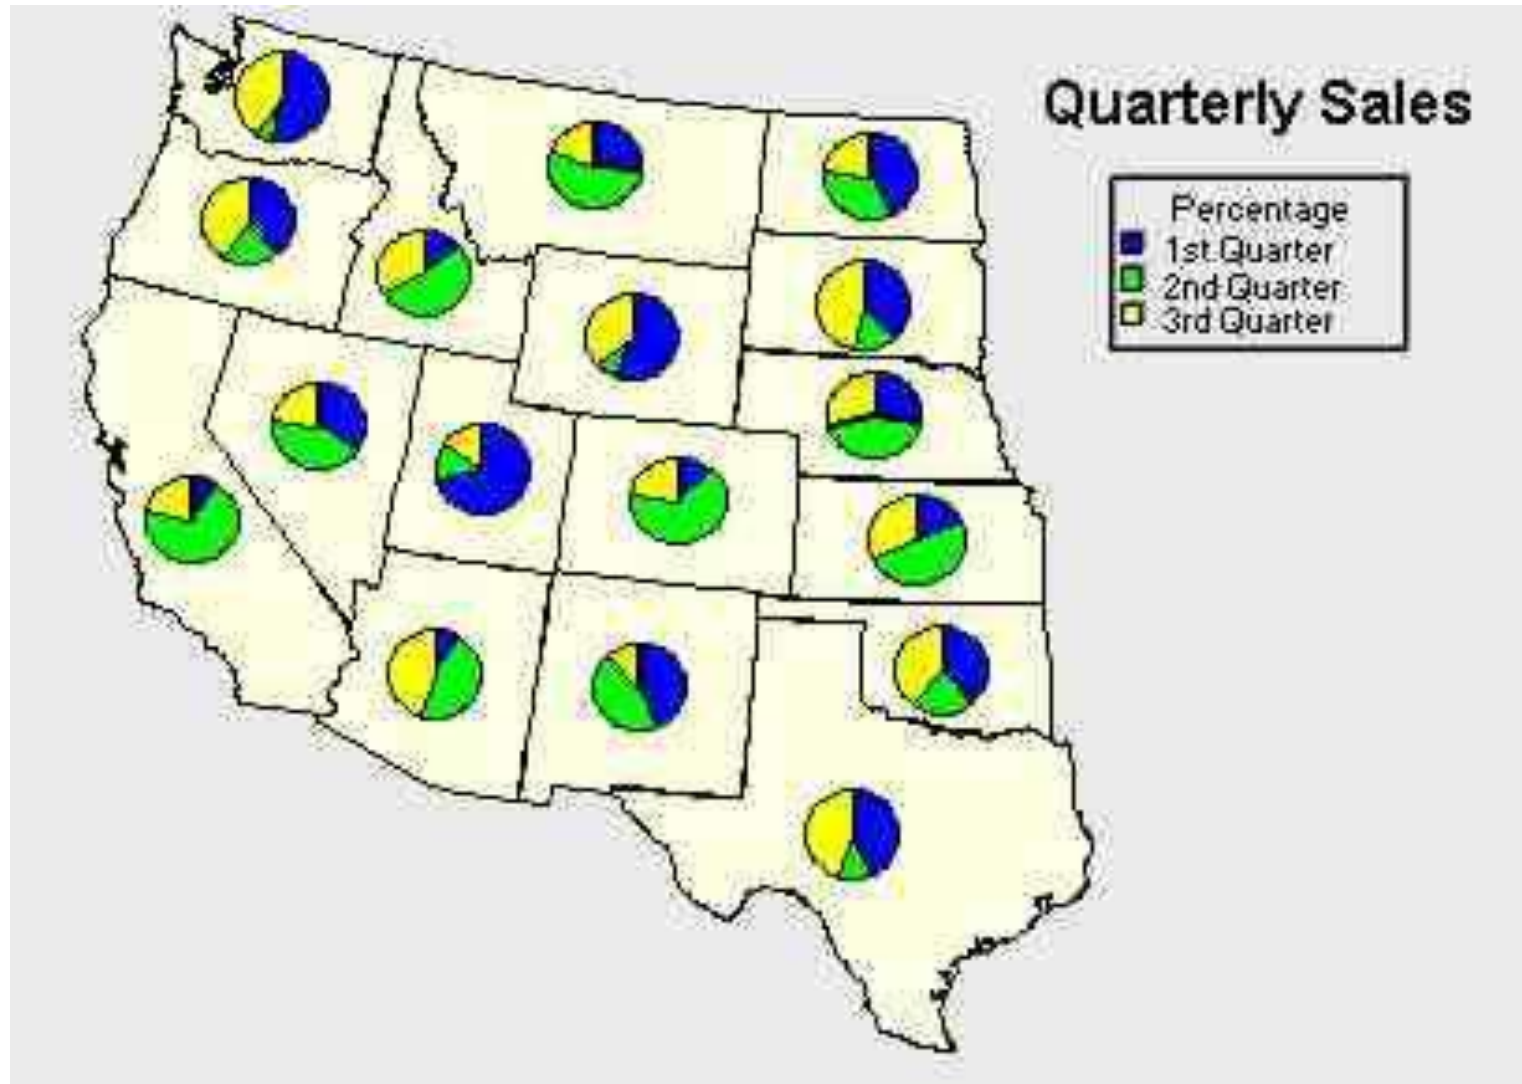 Quarterly Sales
Percentage
1st Quarter
2nd Quarter
3rd Quarter